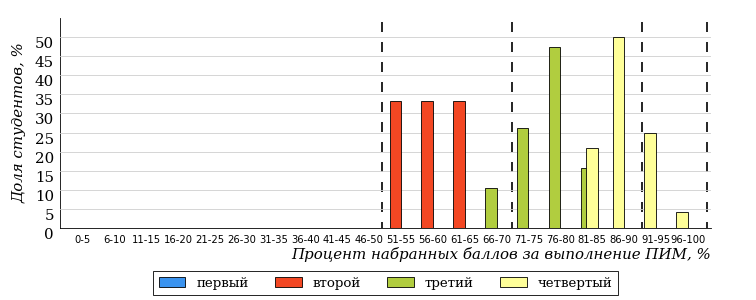 Доля студентов, %
50
45
40
35
30
25
20
15
10
5
0
0-5 6-10 11-15 16-20 21-25 26-30 31-35 36-40 41-45 46-50 51-55 56-60 61-65 66-70 71-75 76-80 81-85 86-90 91-95 96-100
Процент набранных баллов за выполнение ПИМ, %
первый второй третий четвертый